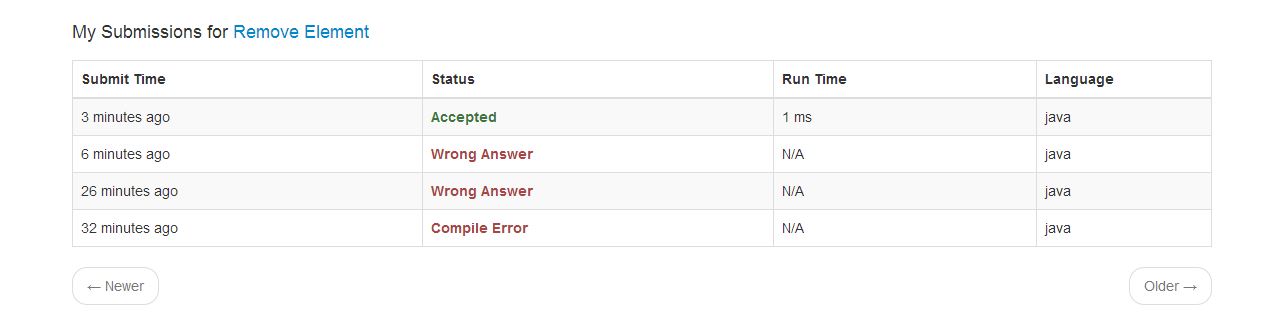 My Submissions for Remove Element
Submit Time Status Run Time Language
3 minutes ago Accepted 1 ms java
6 minutes ago Wrong Answer N/A java
26 minutes ago Wrong Answer N/A java
32 minutes ago Compile Error N/A java
← Newer Older →